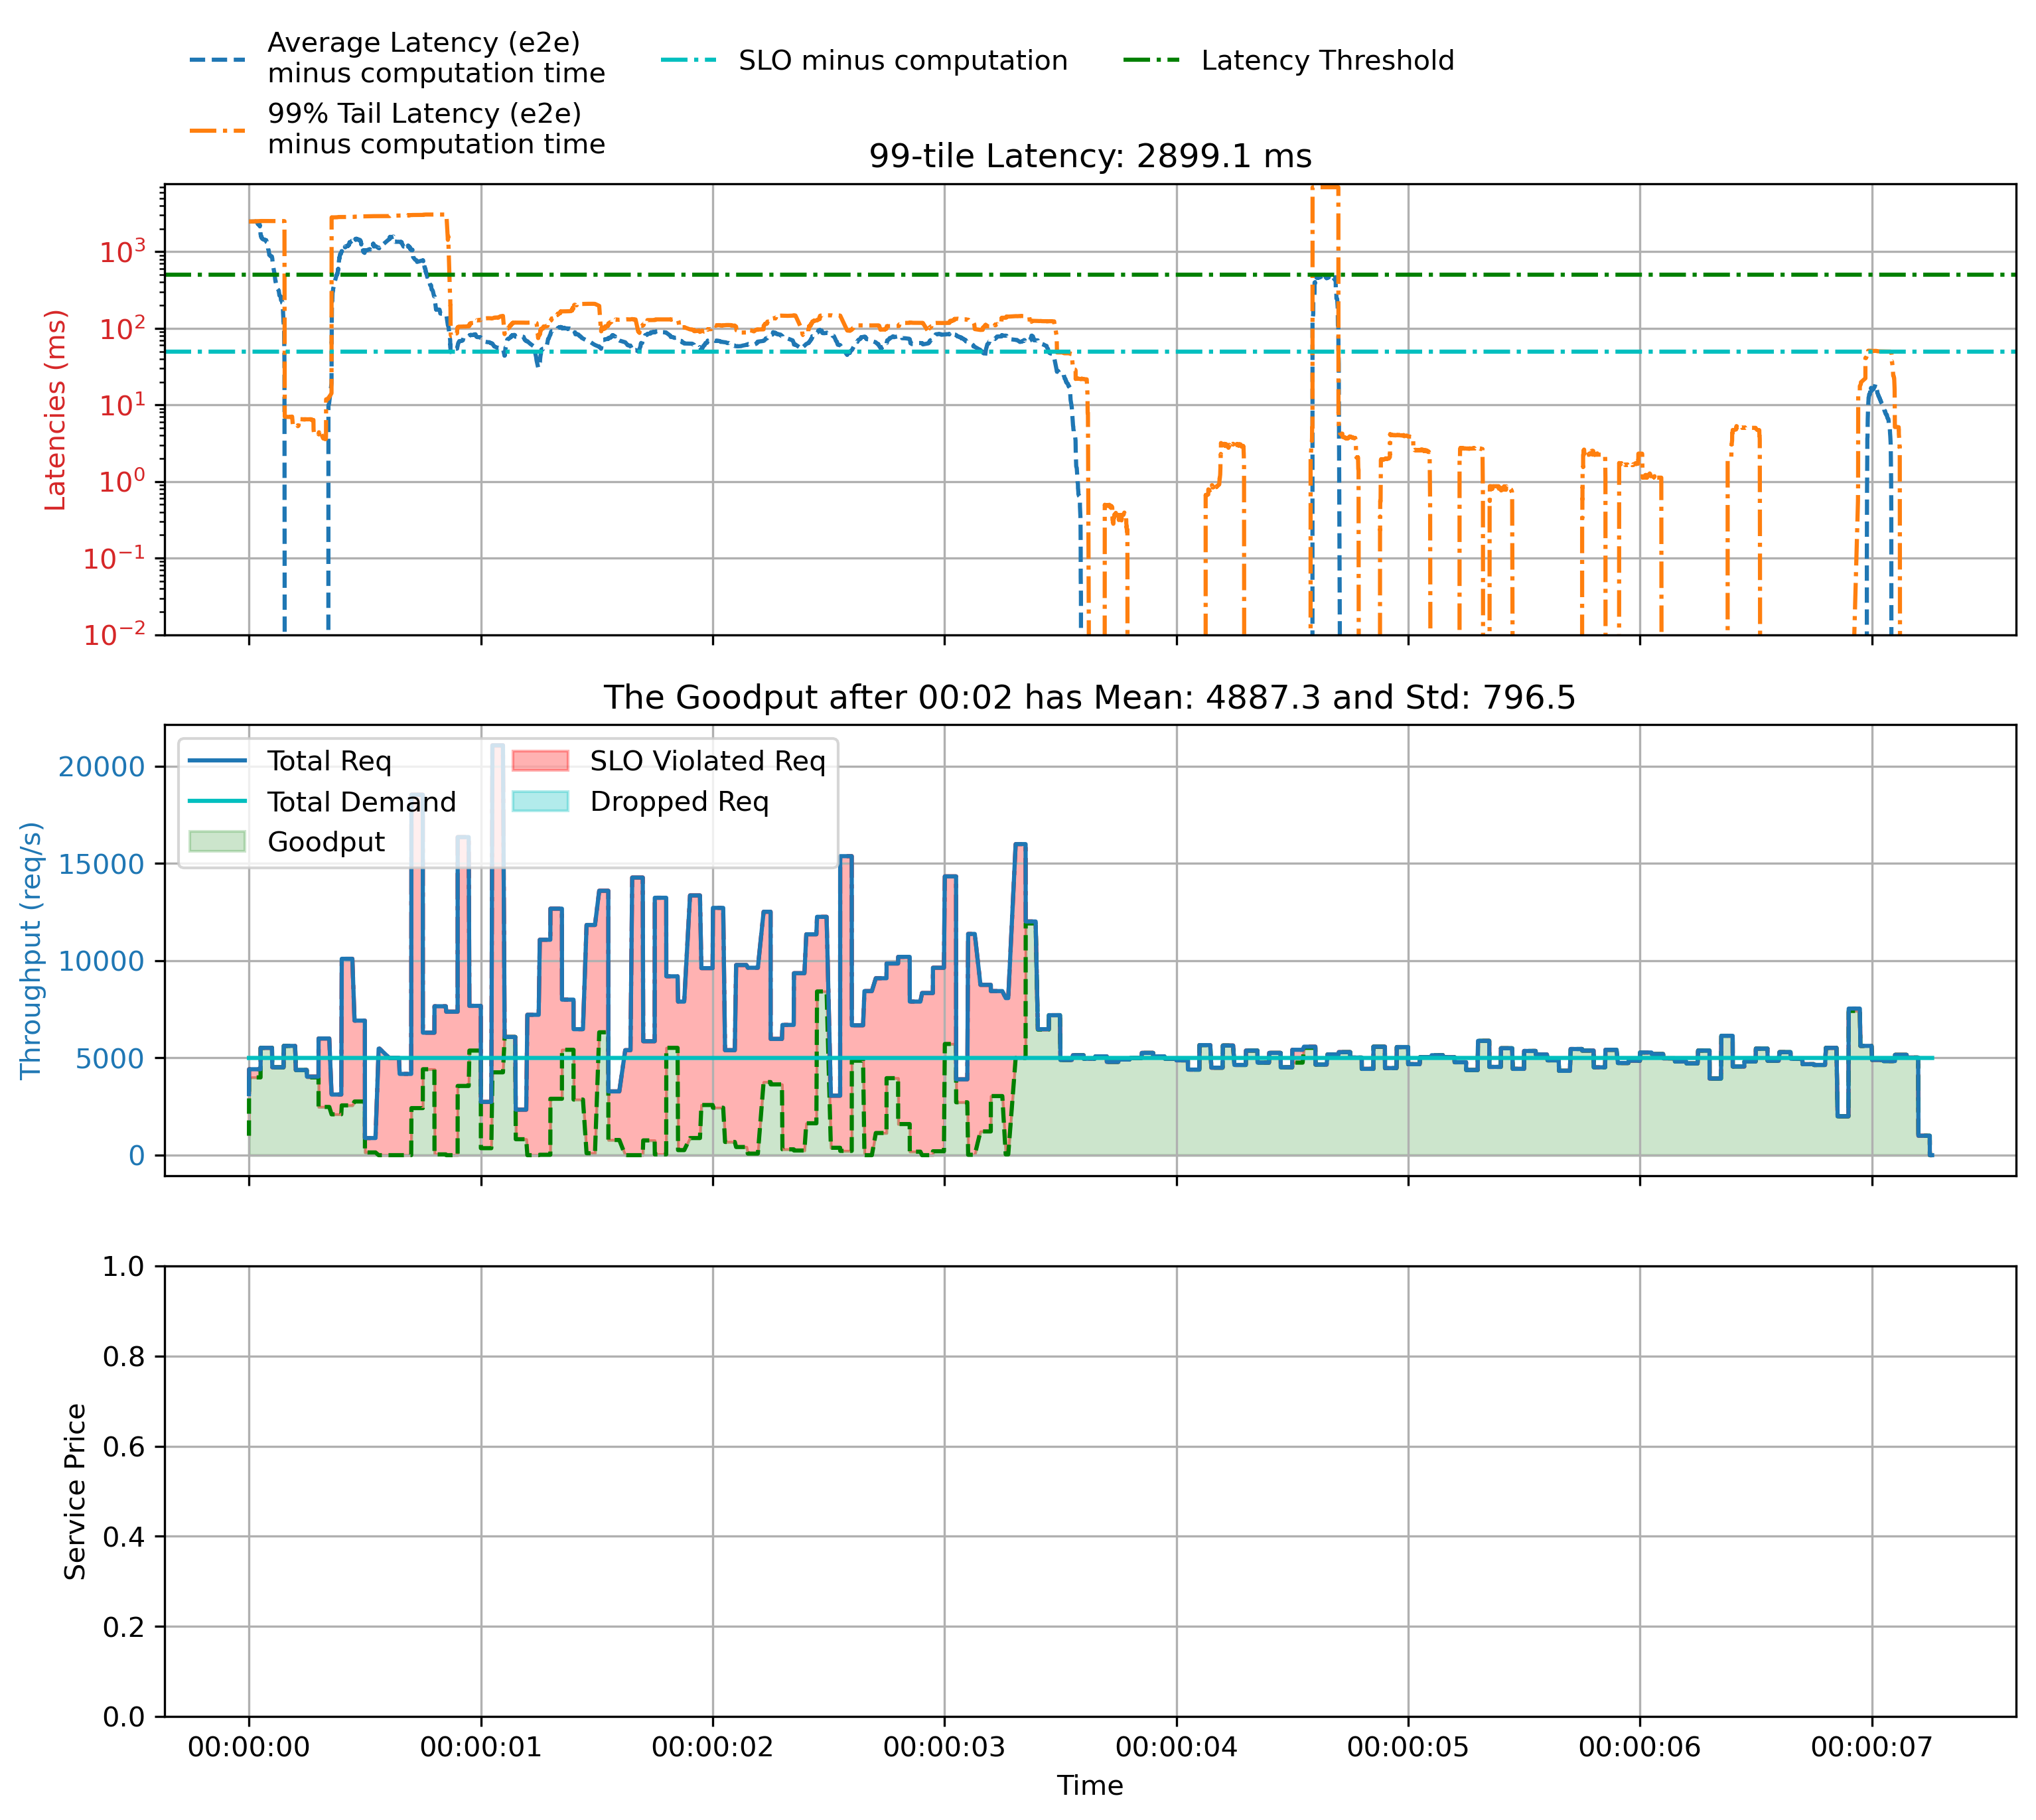 Average Latency (e2e)
minus computation time
99% Tail Latency (e2e)
minus computation time
SLO minus computation
Latency Threshold
99-tile Latency: 2899.1 ms
Latencies (ms)
10³
10²
10¹
10⁰
10⁻¹
10⁻²
The Goodput after 00:02 has Mean: 4887.3 and Std: 796.5
Throughput (req/s)
20000
15000
10000
5000
0
Total Req
Total Demand
Goodput
SLO Violated Req
Dropped Req
Service Price
1.0
0.8
0.6
0.4
0.2
0.0
00:00:00 00:00:01 00:00:02 00:00:03 00:00:04 00:00:05 00:00:06 00:00:07
Time